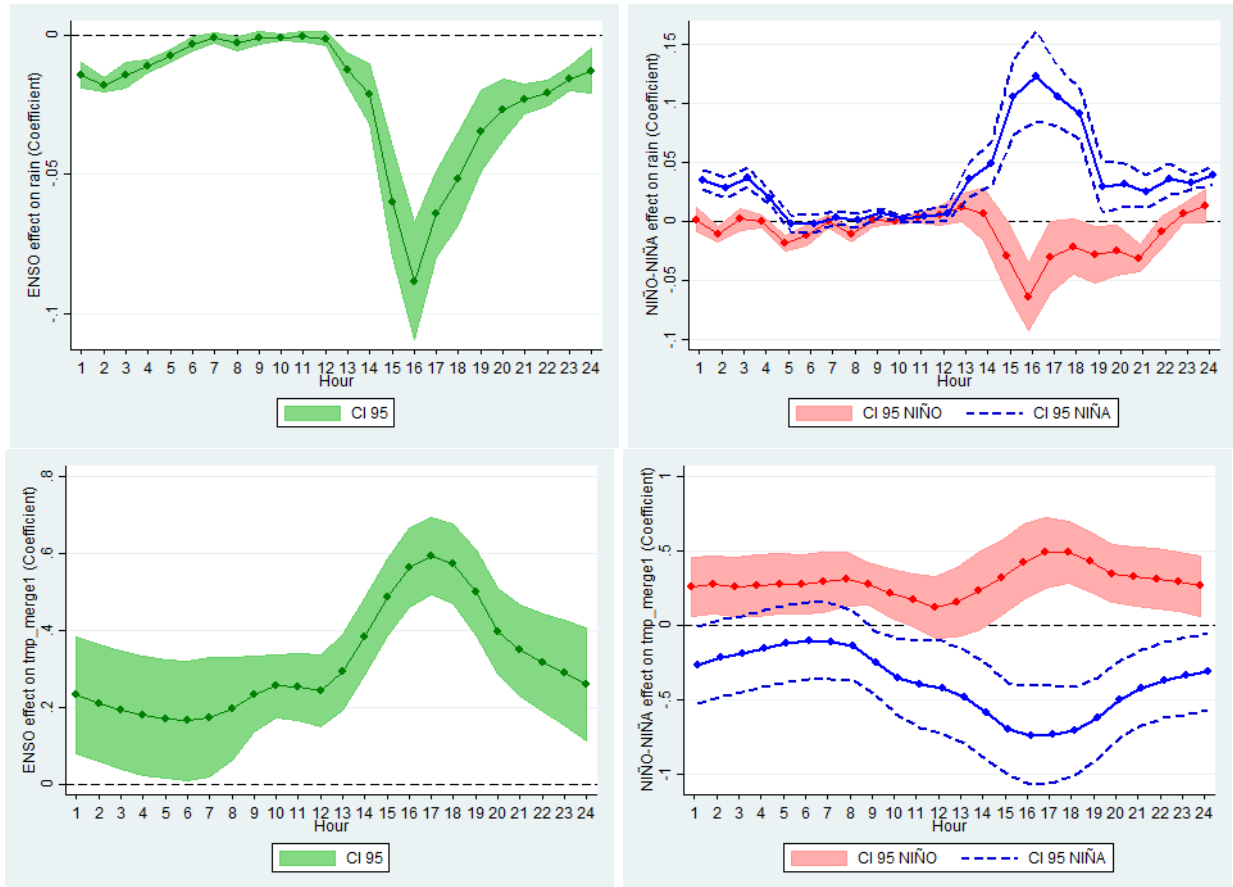 ENSO effect on rain (Coefficient)
0
-.05
-.1
1 2 3 4 5 6 7 8 9 10 11 12 13 14 15 16 17 18 19 20 21 22 23 24
Hour
CI 95
NIÑO-NIÑA effect on rain (Coefficient)
.15
.1
.05
0
-.05
-.1
1 2 3 4 5 6 7 8 9 10 11 12 13 14 15 16 17 18 19 20 21 22 23 24
Hour
CI 95 NIÑO CI 95 NIÑA
ENSO effect on tmp_merge1 (Coefficient)
.8
.6
.4
.2
0
1 2 3 4 5 6 7 8 9 10 11 12 13 14 15 16 17 18 19 20 21 22 23 24
Hour
CI 95
NIÑO-NIÑA effect on tmp_merge1 (Coefficient)
1
.5
0
-.5
-1
1 2 3 4 5 6 7 8 9 10 11 12 13 14 15 16 17 18 19 20 21 22 23 24
Hour
CI 95 NIÑO CI 95 NIÑA